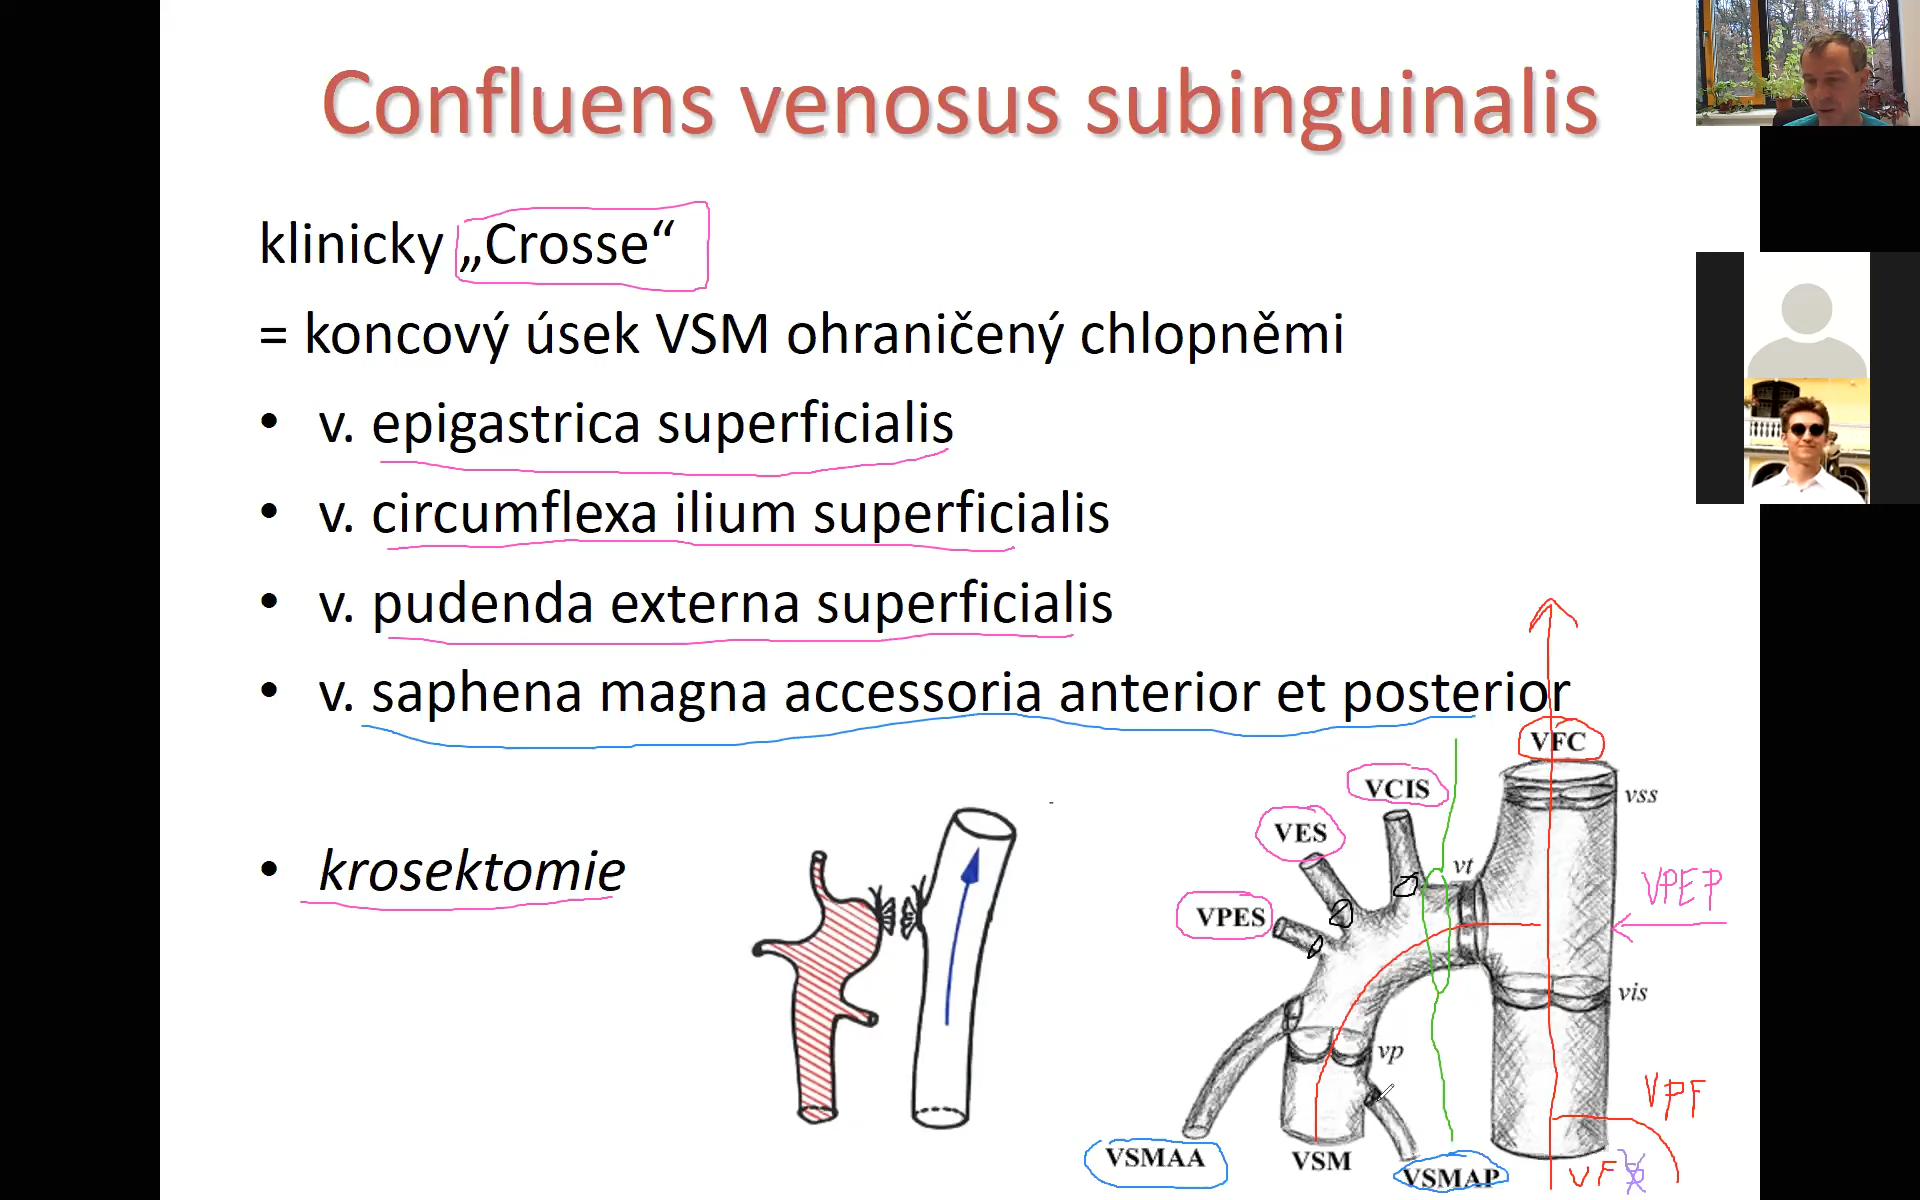 Confluens venosus subinguinalis
klinicky „Crosse“
= koncový úsek VSM ohraničený chlopněmi
• v. epigastrica superficialis
• v. circumflexa ilium superficialis
• v. pudenda externa superficialis
• v. saphena magna accessoria anterior et posterior
• krosektomie
VFC
VCIS
vss
VES
vt
VPES
VPEP
vis
vp
VPF
VSMAA
VSM
VSMAP
VF